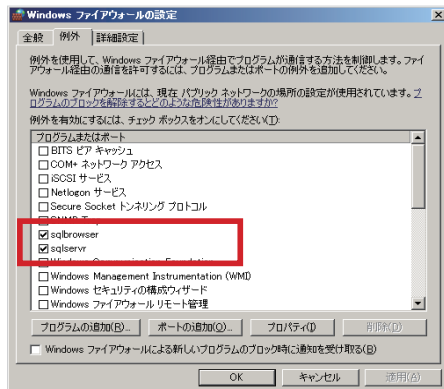 Windows ファイアウォールの設定
全般 例外 詳細設定
例外を使用して、Windows ファイアウォール経由でプログラムが通信する方法を制御します。ファイ
アウォール経由の通信を許可するには、プログラムまたはポートの例外を追加してください。
Windows ファイアウォールには、現在 パブリック ネットワークの場所の設定が使用されています。プ
ログラムのブロックを解除するとどのような危険性がありますか?
例外を有効にするには、チェック ボックスをオンにしてください(T):
プログラムまたはポート
BITS ピア キャッシュ
COM+ ネットワーク アクセス
iSCSI サービス
Netlogon サービス
Secure Socket トンネリング プロトコル
sqlbrowser
sqlservr
Windows Management Instrumentation (WMI)
Windows セキュリティの構成ウィザード
Windows ファイアウォール リモート管理
プログラムの追加(R)... ポートの追加(O)... プロパティ(I) 削除(D)
Windows ファイアウォールによる新しいプログラムのブロック時に通知を受け取る(B)
OK キャンセル 適用(A)